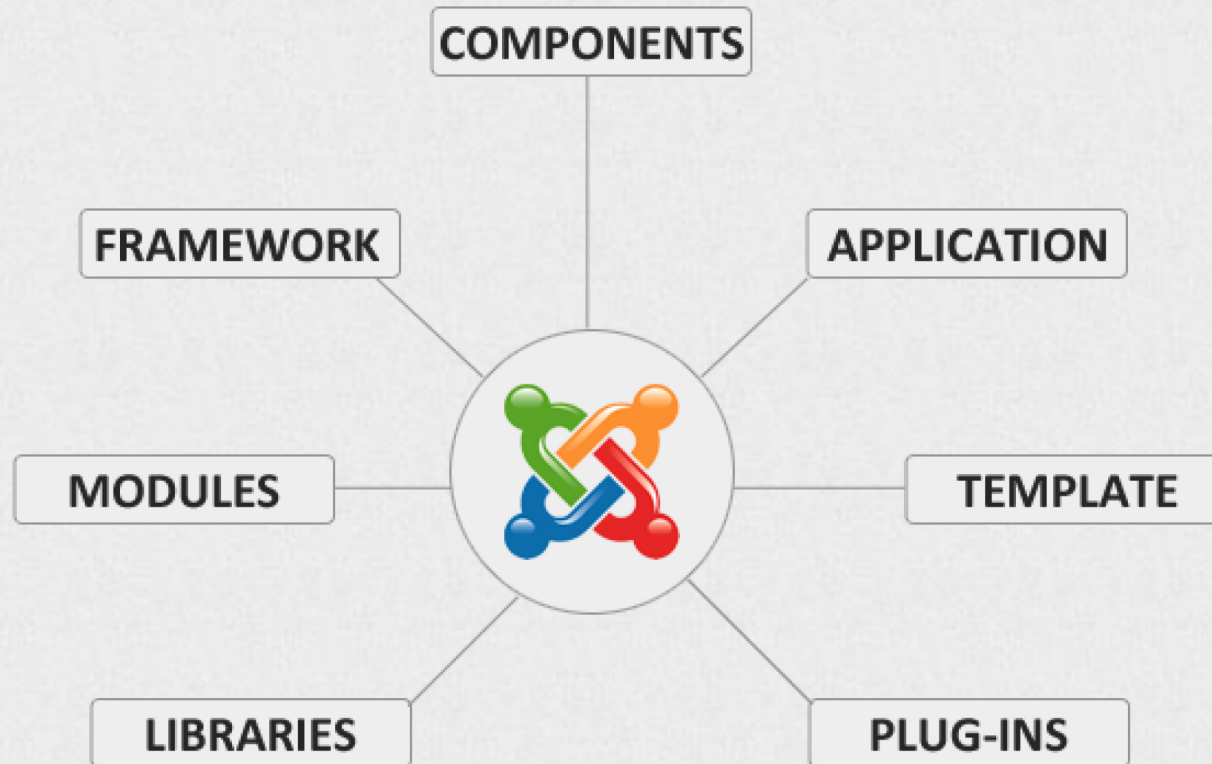 COMPONENTS
FRAMEWORK
APPLICATION
MODULES
TEMPLATE
LIBRARIES
PLUG-INS